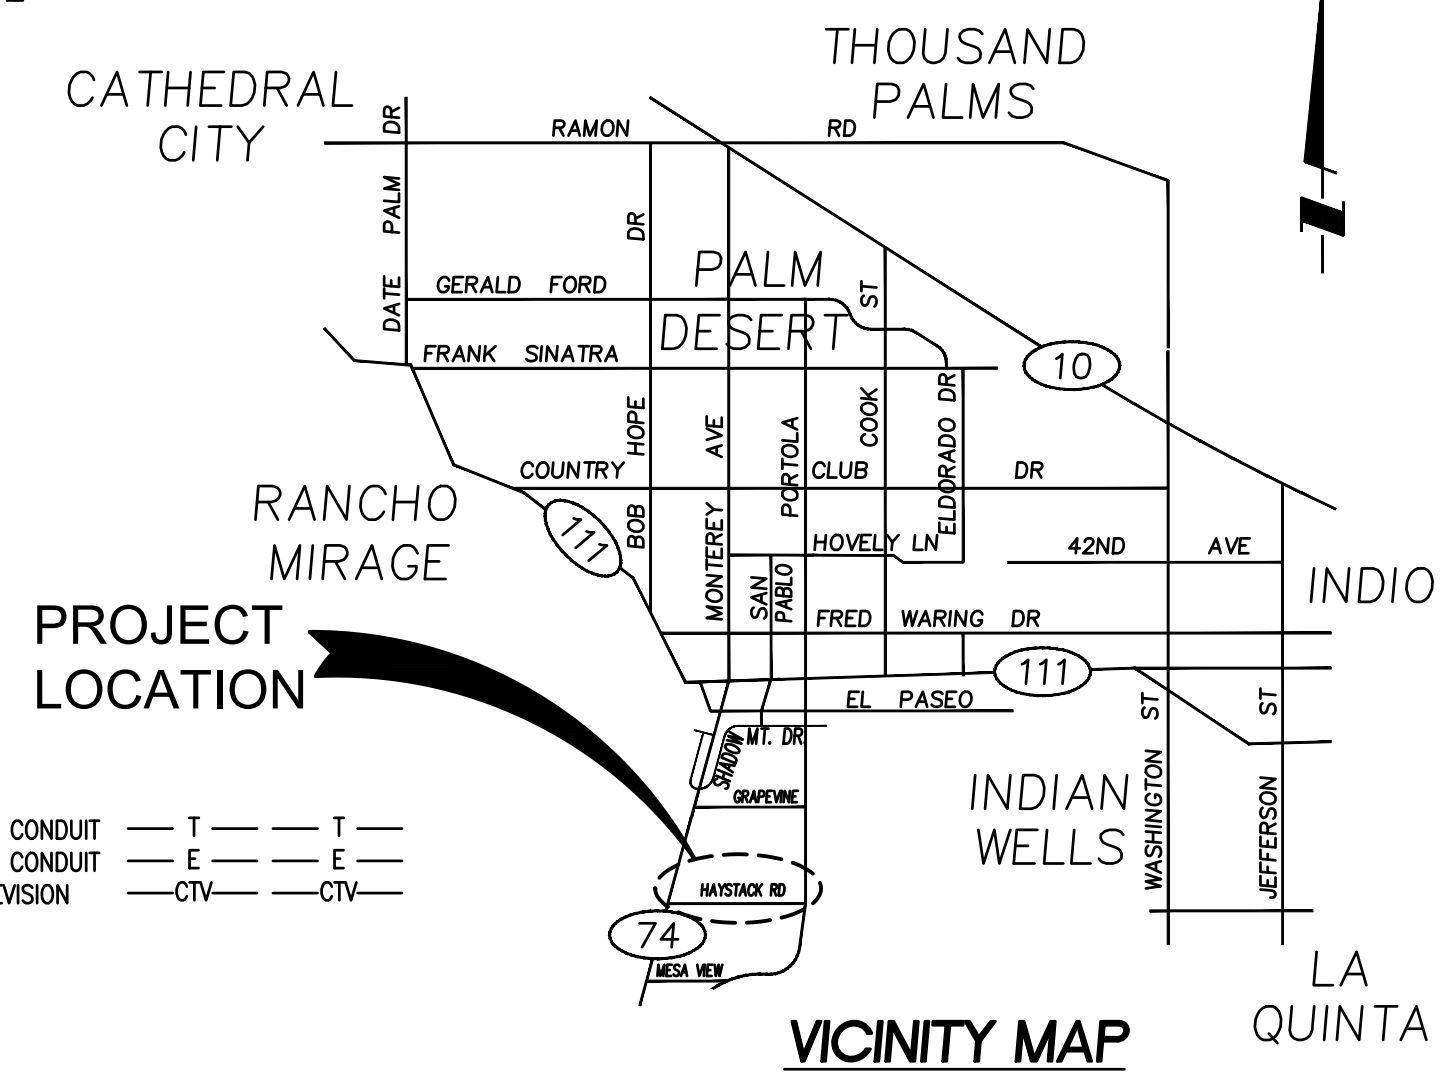 THOUSAND
PALMS
CATHEDRAL
CITY
RAMON RD
DATE PALM DR
BOB HOPE DR
PALM
DESERT
GERALD FORD
FRANK SINATRA
MONTEREY AVE
PORTOLA
COOK ST
ELDORADO DR
10
COUNTRY CLUB DR
RANCHO
MIRAGE
111
HOVELY LN
42ND AVE
SAN
PABLO
INDIO
PROJECT
LOCATION
FRED WARING DR
111
EL PASEO
SHADOW MT. DR
WASHINGTON ST
JEFFERSON ST
GRAPEVINE
INDIAN
WELLS
CONDUIT T T
CONDUIT E E
VISION CTV CTV
HAYSTACK RD
74
MESA VIEW
LA
QUINTA
VICINITY MAP
N